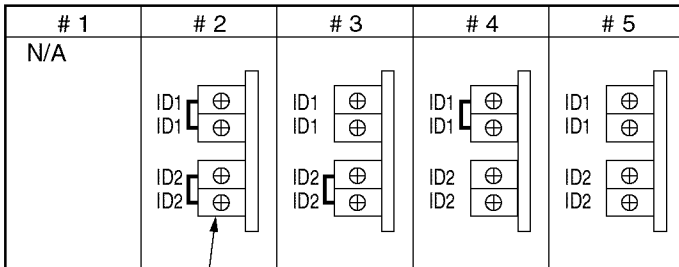 # 1 # 2 # 3 # 4 # 5
N/A
ID1 ID1 ID1 ID1
ID1 ID1 ID1 ID1
ID2 ID2 ID2 ID2
ID2 ID2 ID2 ID2